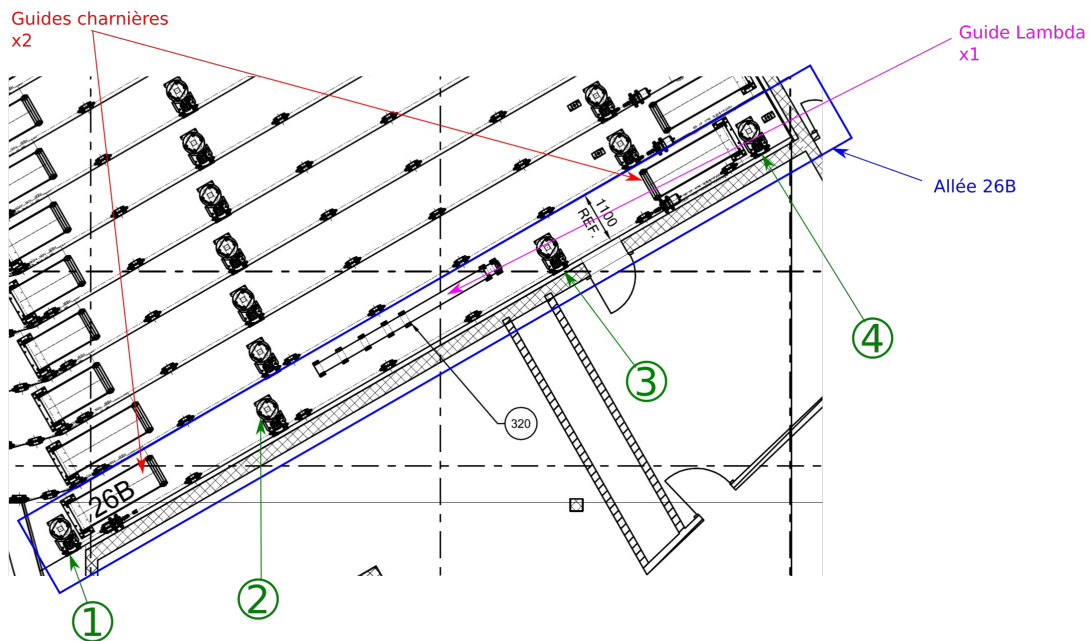 Guides charnières
x2
Guide Lambda
x1
Allée 26B
1100
REF.
320
26B
1
2
3
4